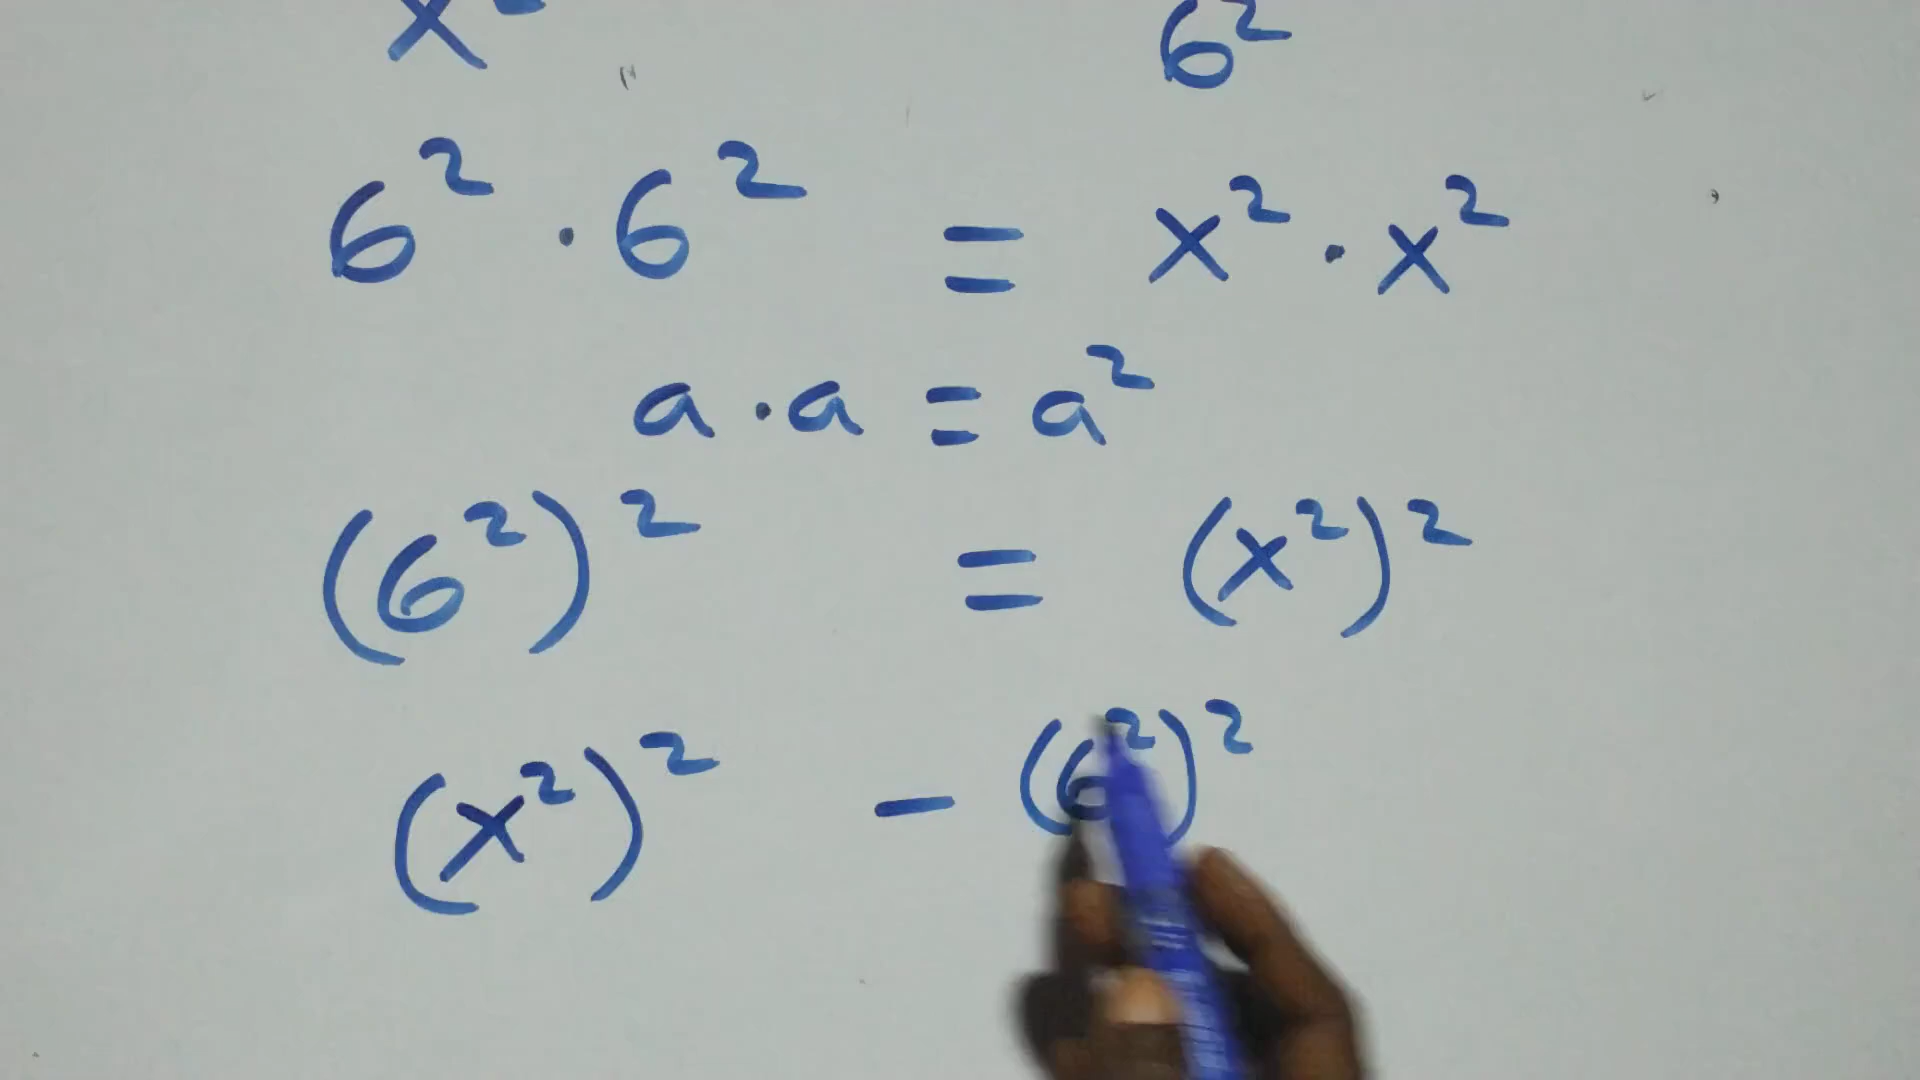 x² 6²
6² · 6² = x² · x²
a · a = a²
(6²)² = (x²)²
(x²)² - (6²)²